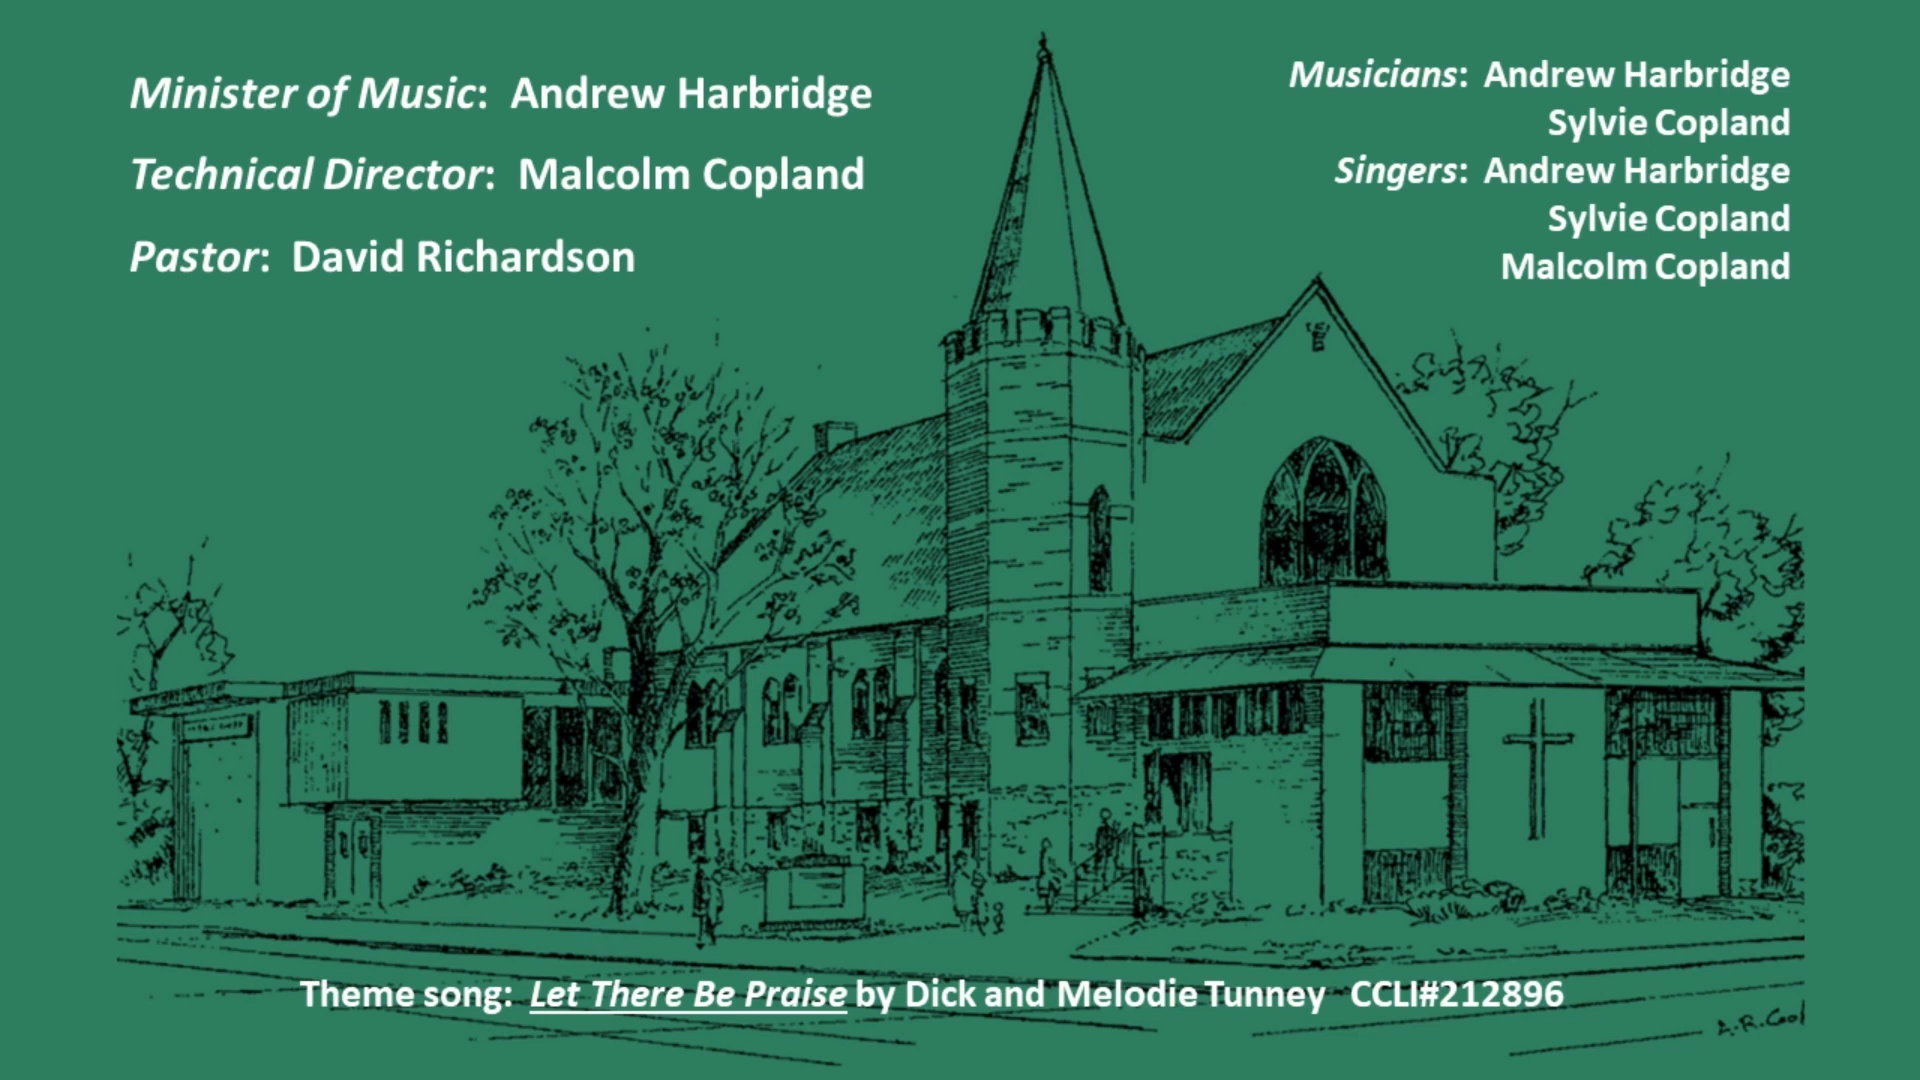 Minister of Music: Andrew Harbridge
Technical Director: Malcolm Copland
Pastor: David Richardson
Musicians: Andrew Harbridge
Sylvie Copland
Singers: Andrew Harbridge
Sylvie Copland
Malcolm Copland
Theme song: Let There Be Praise by Dick and Melodie Tunney CCLI#212896